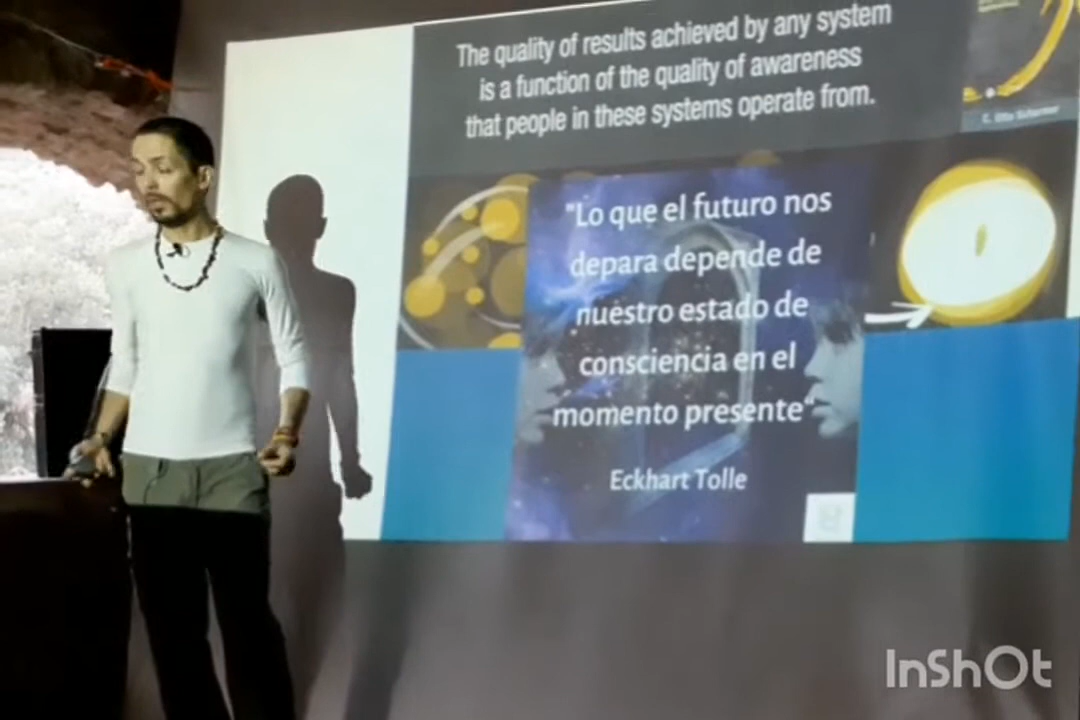 The quality of results achieved by any system
is a function of the quality of awareness
that people in these systems operate from.
C. Otto Scharmer
"Lo que el futuro nos
depara depende de
nuestro estado de
consciencia en el
momento presente"
Eckhart Tolle
InShOt